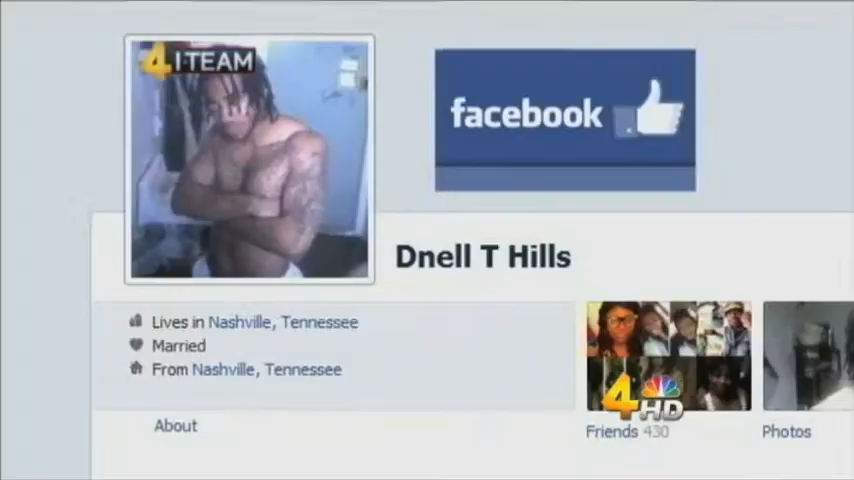 4 I TEAM
facebook
Dnell T Hills
Lives in Nashville, Tennessee
Married
From Nashville, Tennessee
About
4 HD
Friends 430
Photos